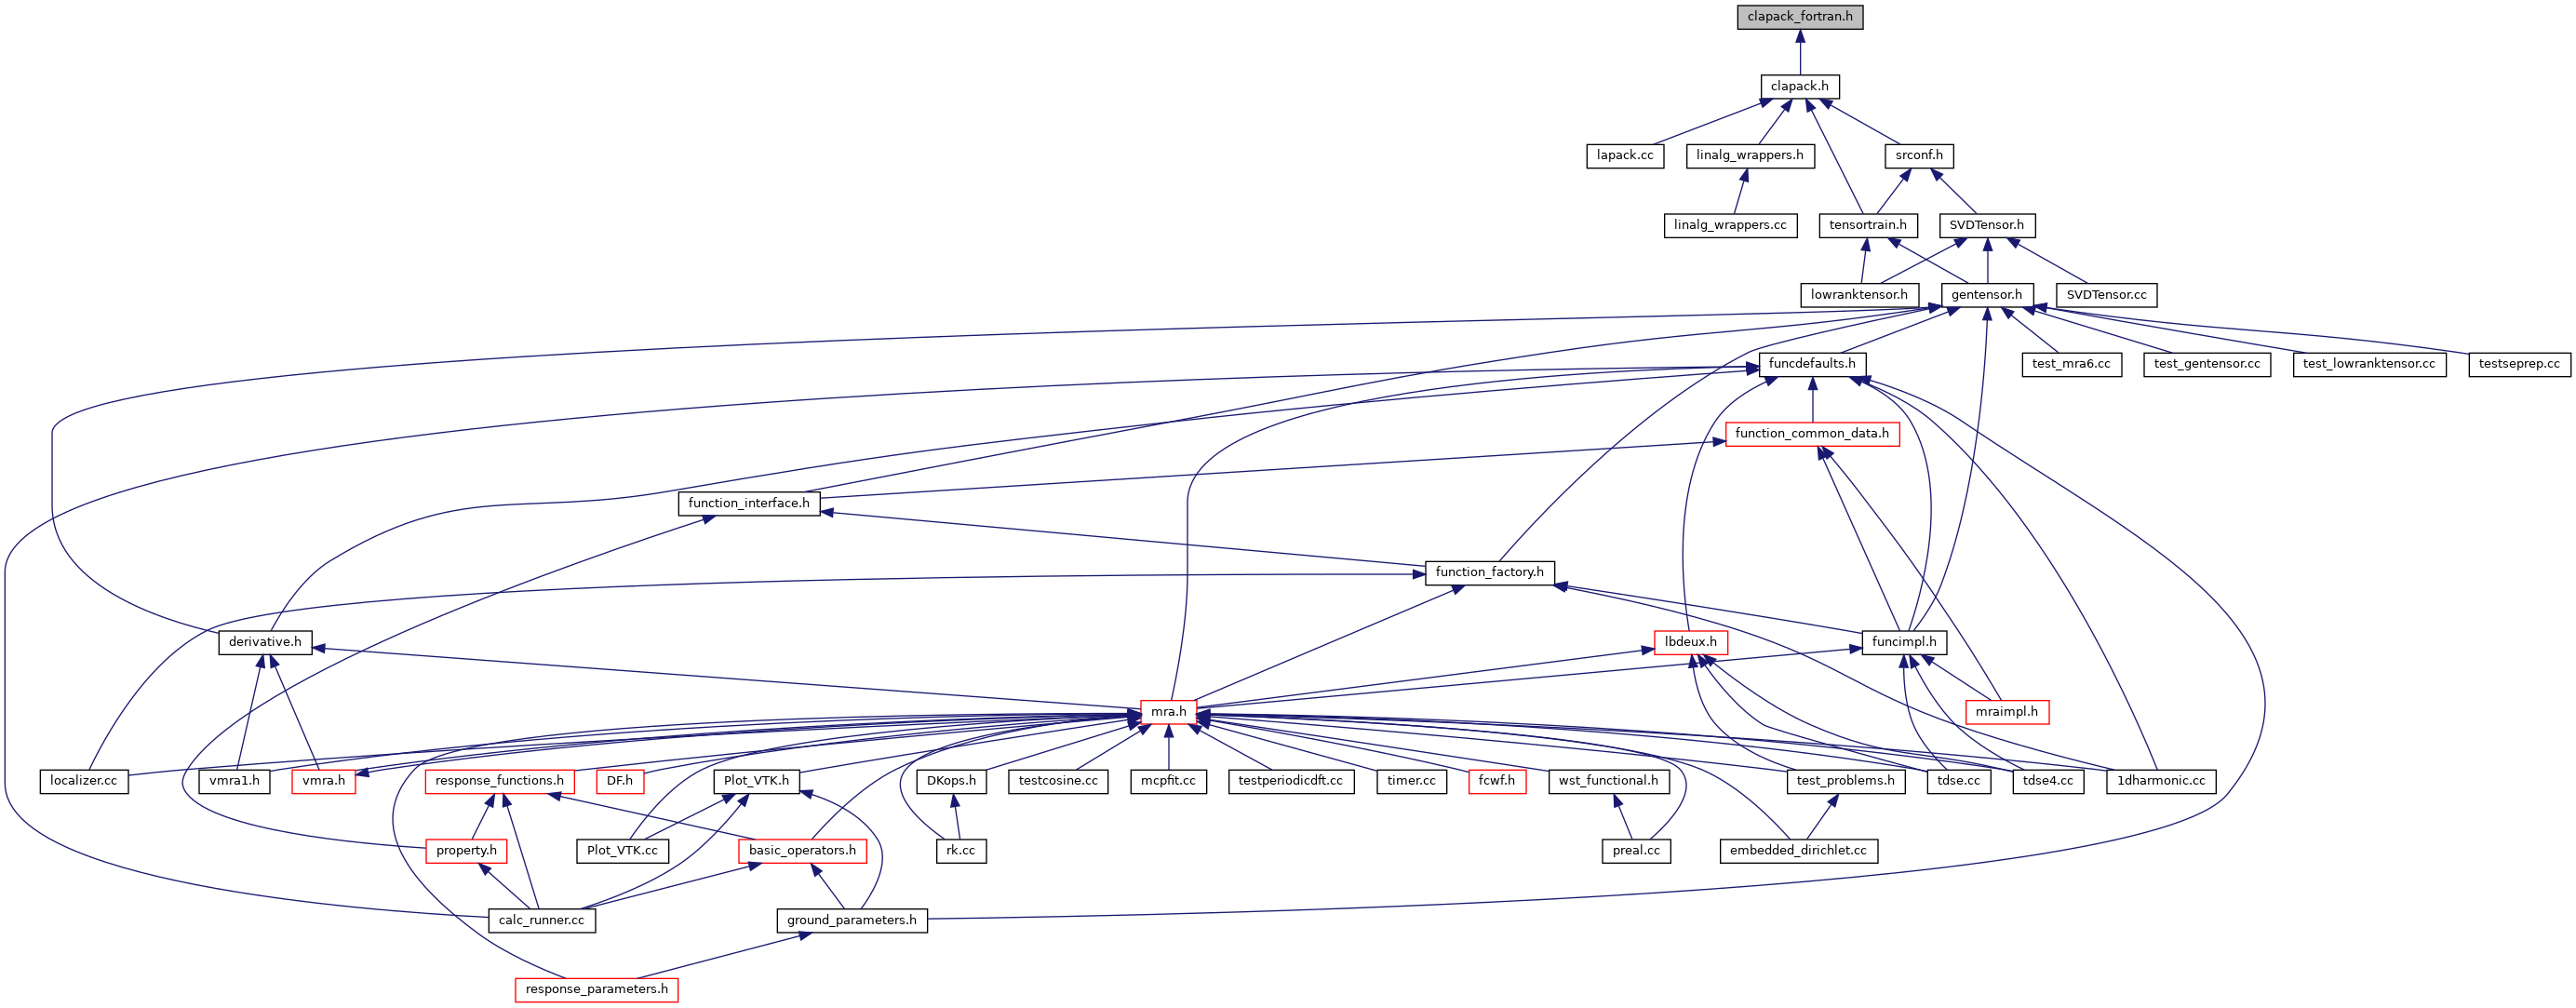 clapack_fortran.h
clapack.h
lapack.cc
linalg_wrappers.h
srconf.h
linalg_wrappers.cc
tensortrain.h
SVDTensor.h
lowranktensor.h
gentensor.h
SVDTensor.cc
funcdefaults.h
test_mra6.cc
test_gentensor.cc
test_lowranktensor.cc
testseprep.cc
function_common_data.h
function_interface.h
function_factory.h
derivative.h
lbdeux.h
funcimpl.h
mra.h
mraimpl.h
localizer.cc
vmra1.h
vmra.h
response_functions.h
DF.h
Plot_VTK.h
DKops.h
testcosine.cc
mcpfit.cc
testperiodicdft.cc
timer.cc
fcwf.h
wst_functional.h
test_problems.h
tdse.cc
tdse4.cc
1dharmonic.cc
property.h
Plot_VTK.cc
basic_operators.h
rk.cc
preal.cc
embedded_dirichlet.cc
calc_runner.cc
ground_parameters.h
response_parameters.h